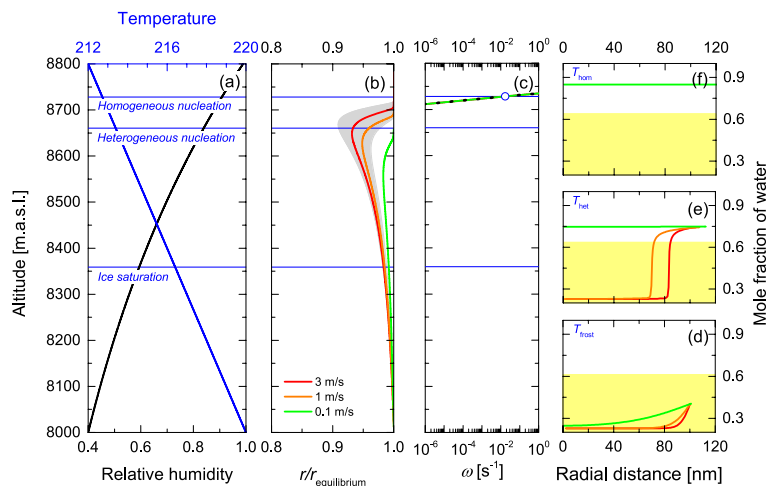 Temperature
212 216 220
0.8 0.9 1.0
10⁻⁶ 10⁻⁴ 10⁻² 10⁰
0 40 80 120
8800
8700
8600
8500
8400
8300
8200
8100
8000
Altitude [m.a.s.l.]
(a)
Homogeneous nucleation
Heterogeneous nucleation
Ice saturation
0.4 0.6 0.8 1.0
Relative humidity
(b)
3 m/s
1 m/s
0.1 m/s
0.8 0.9 1.0
r/r_equilibrium
(c)
10⁻⁶ 10⁻⁴ 10⁻² 10⁰
ω [s⁻¹]
T_hom
(f)
0.9
0.6
0.3
T_het
(e)
0.9
0.6
0.3
T_frost
(d)
0.9
0.6
0.3
Mole fraction of water
0 40 80 120
Radial distance [nm]